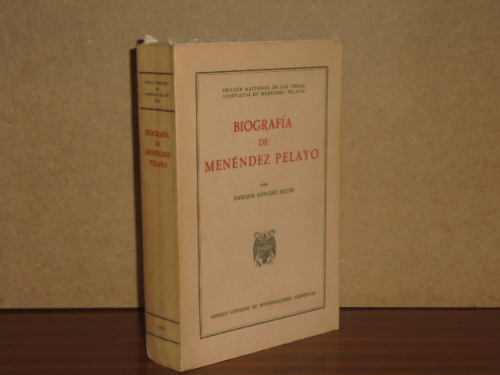 EDICIÓN NACIONAL DE LAS OBRAS
COMPLETAS DE MENÉNDEZ PELAYO
BIOGRAFÍA
DE
MENÉNDEZ PELAYO
POR
ENRIQUE SÁNCHEZ REYES
CONSEJO SUPERIOR DE INVESTIGACIONES CIENTÍFICAS
BIOGRAFÍA
DE
MENÉNDEZ
PELAYO